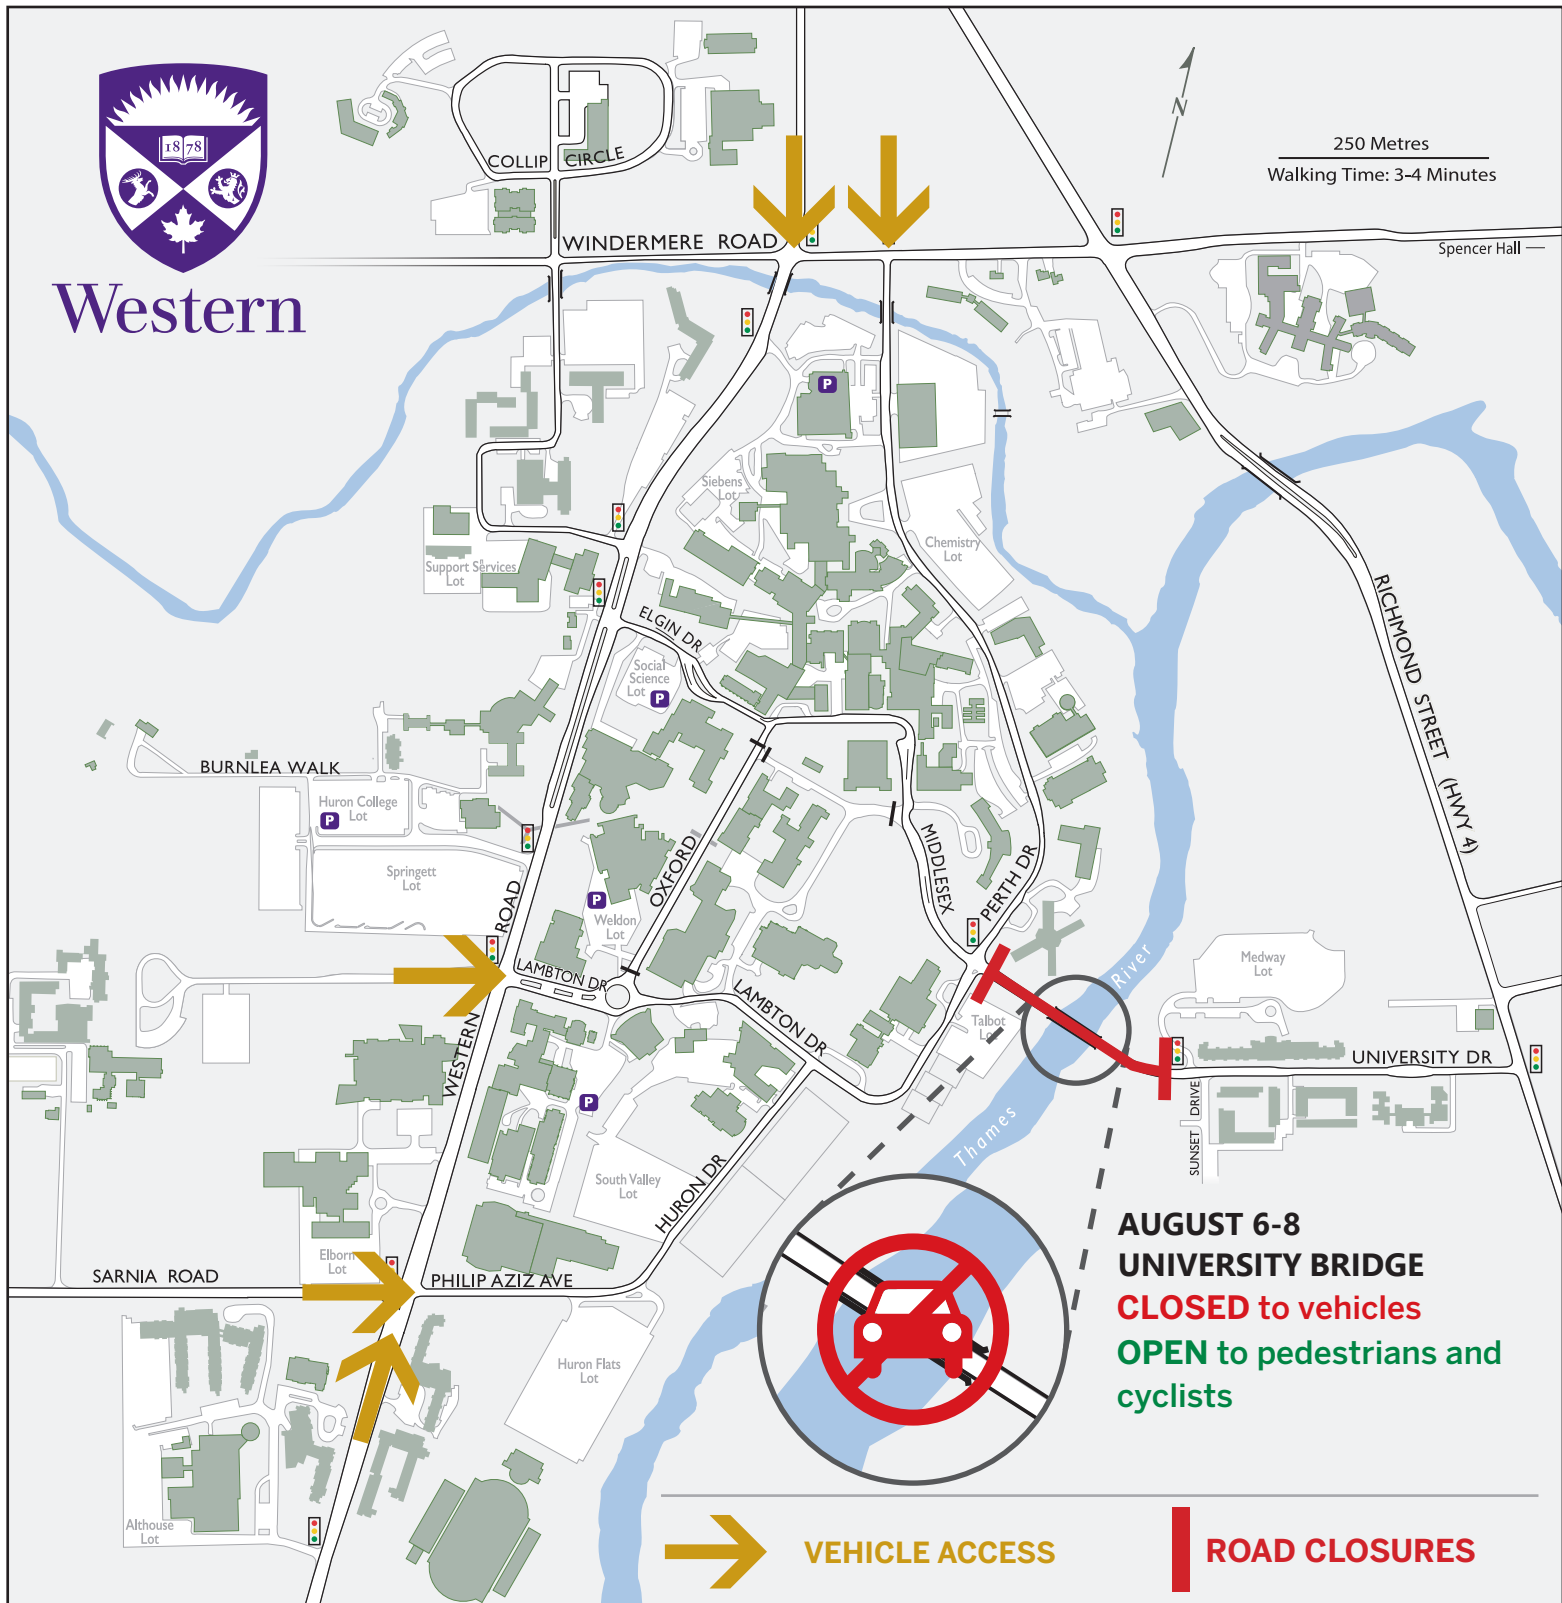 18 78
Western
COLLIP CIRCLE
N
250 Metres
Walking Time: 3-4 Minutes
WINDERMERE ROAD
Spencer Hall
P
Siebens
Lot
Chemistry
Lot
Support Services
Lot
RICHMOND STREET (HWY 4)
ELGIN DR
Social
Science
Lot
P
BURNLEA WALK
Huron College
Lot
P
Springett
Lot
OXFORD
MIDDLESEX
PERTH DR
P
Weldon
Lot
WESTERN ROAD
LAMBTON DR
LAMBTON DR
Medway
Lot
Talbot
Lot
Thames River
UNIVERSITY DR
SUNSET DRIVE
P
South Valley
Lot
HURON DR
Elborn
Lot
SARNIA ROAD
PHILIP AZIZ AVE
Huron Flats
Lot
Althouse
Lot
AUGUST 6-8
UNIVERSITY BRIDGE
CLOSED to vehicles
OPEN to pedestrians and
cyclists
VEHICLE ACCESS
ROAD CLOSURES